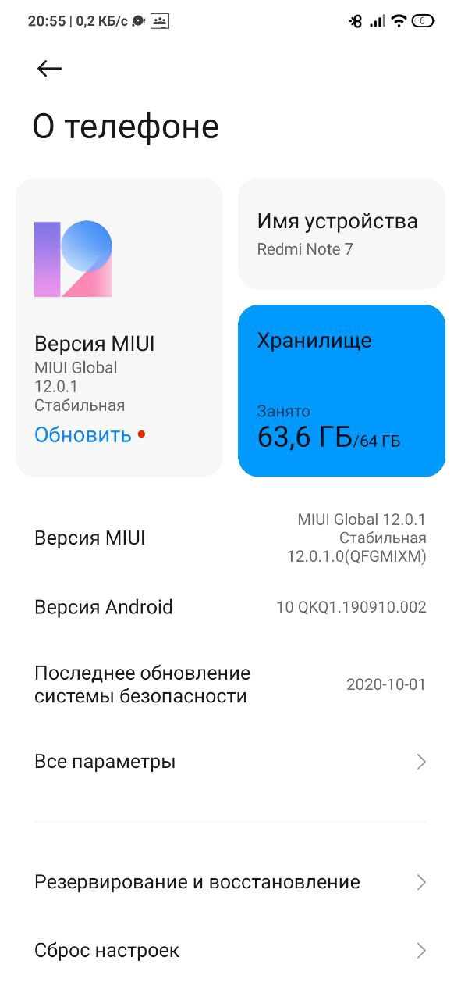 20:55 | 0,2 КБ/с
6
О телефоне
Версия MIUI
MIUI Global
12.0.1
Стабильная
Обновить
Имя устройства
Redmi Note 7
Хранилище
Занято
63,6 ГБ/64 ГБ
Версия MIUI
MIUI Global 12.0.1
Стабильная
12.0.1.0(QFGMIXM)
Версия Android
10 QKQ1.190910.002
Последнее обновление
системы безопасности
2020-10-01
Все параметры
Резервирование и восстановление
Сброс настроек